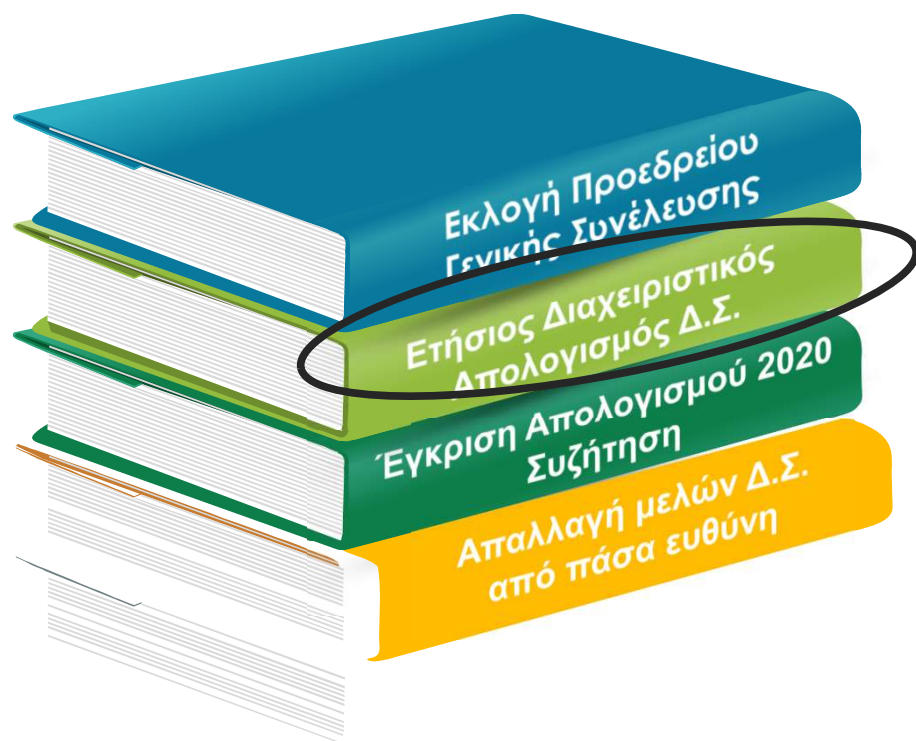 Εκλογή Προεδρείου
Γενικής Συνέλευσης
Ετήσιος Διαχειριστικός
Απολογισμός Δ.Σ.
Έγκριση Απολογισμού 2020
Συζήτηση
Απαλλαγή μελών Δ.Σ.
από πάσα ευθύνη